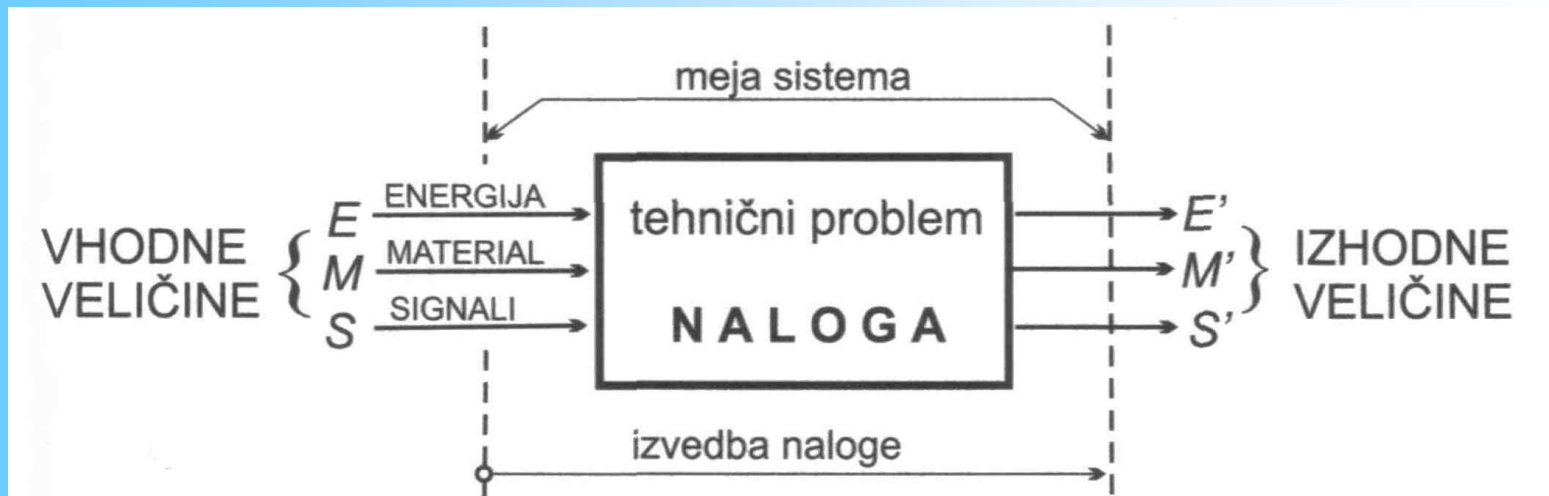 meja sistema
VHODNE
VELIČINE
E
M
S
ENERGIJA
MATERIAL
SIGNALI
tehnični problem
NALOGA
E'
M'
S'
IZHODNE
VELIČINE
izvedba naloge